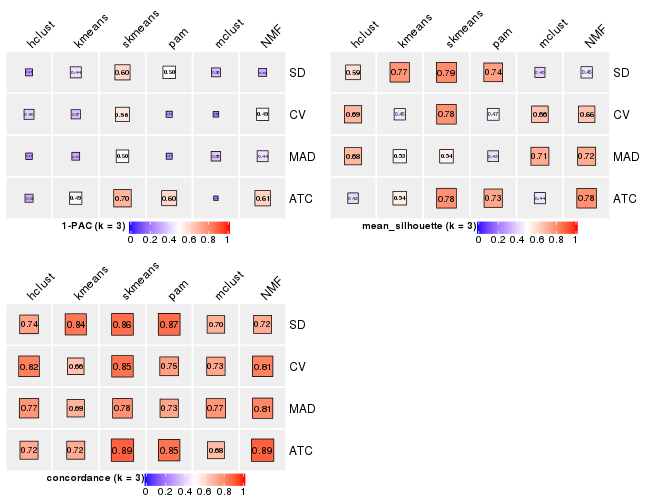 hclust kmeans skmeans pam mclust NMF
0.60 0.50 SD
0.56 0.49 CV
0.50 0.44 MAD
0.49 0.70 0.60 0.61 ATC
1-PAC (k = 3)
0 0.2 0.4 0.6 0.8 1
hclust kmeans skmeans pam mclust NMF
0.59 0.77 0.79 0.74 SD
0.69 0.78 0.47 0.66 0.66 CV
0.68 0.53 0.54 0.71 0.72 MAD
0.54 0.78 0.73 0.44 0.78 ATC
mean_silhouette (k = 3)
0 0.2 0.4 0.6 0.8 1
hclust kmeans skmeans pam mclust NMF
0.74 0.84 0.86 0.87 0.70 0.72 SD
0.82 0.66 0.85 0.75 0.73 0.81 CV
0.77 0.69 0.78 0.73 0.77 0.81 MAD
0.72 0.72 0.89 0.85 0.68 0.89 ATC
concordance (k = 3)
0 0.2 0.4 0.6 0.8 1